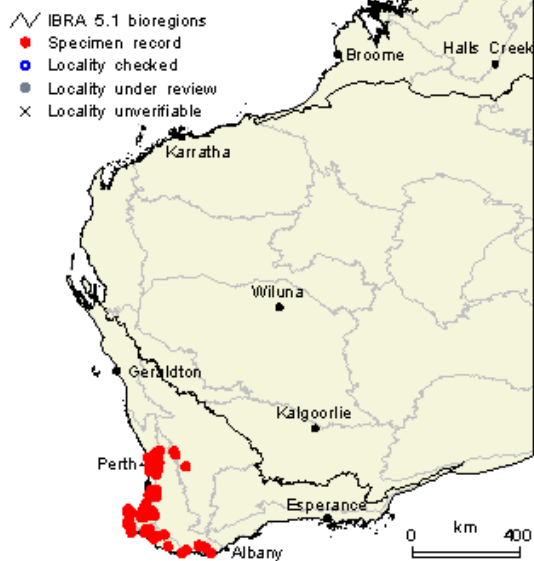 IBRA 5.1 bioregions
Specimen record
Locality checked
Locality under review
Locality unverifiable
Broome
Halls Creek
Karratha
Wiluna
Geraldton
Kalgoorlie
Perth
Esperance
Albany
km
0 400